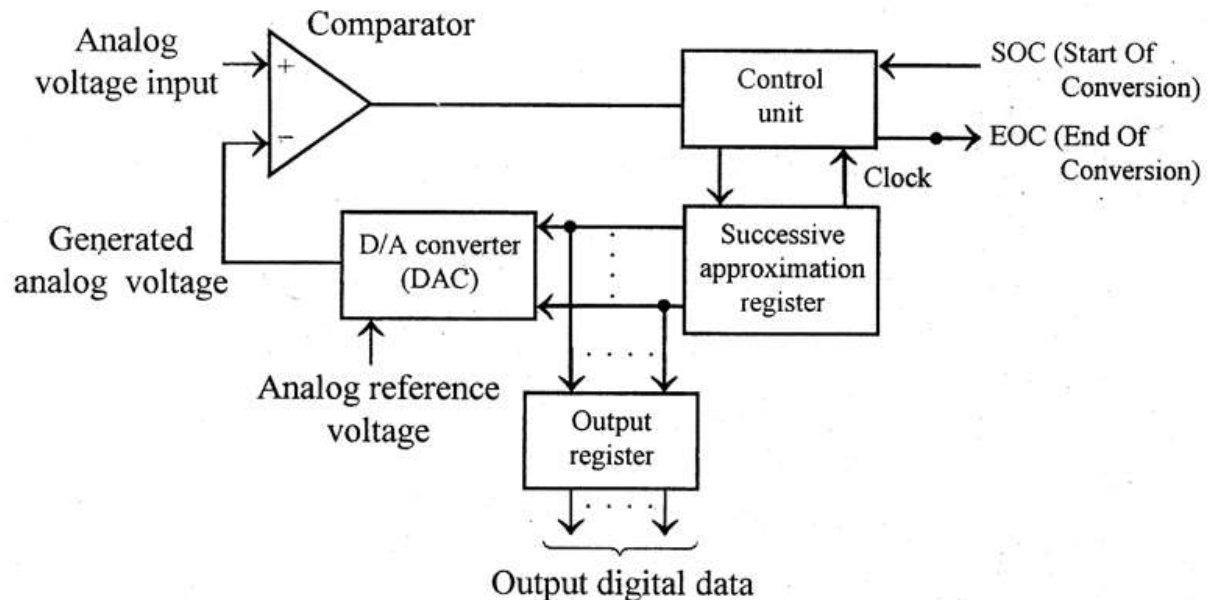 Comparator
Analog
voltage input
+
−
Control
unit
SOC (Start Of
Conversion)
EOC (End Of
Conversion)
Clock
Generated
analog voltage
D/A converter
(DAC)
Successive
approximation
register
Analog reference
voltage
Output
register
Output digital data